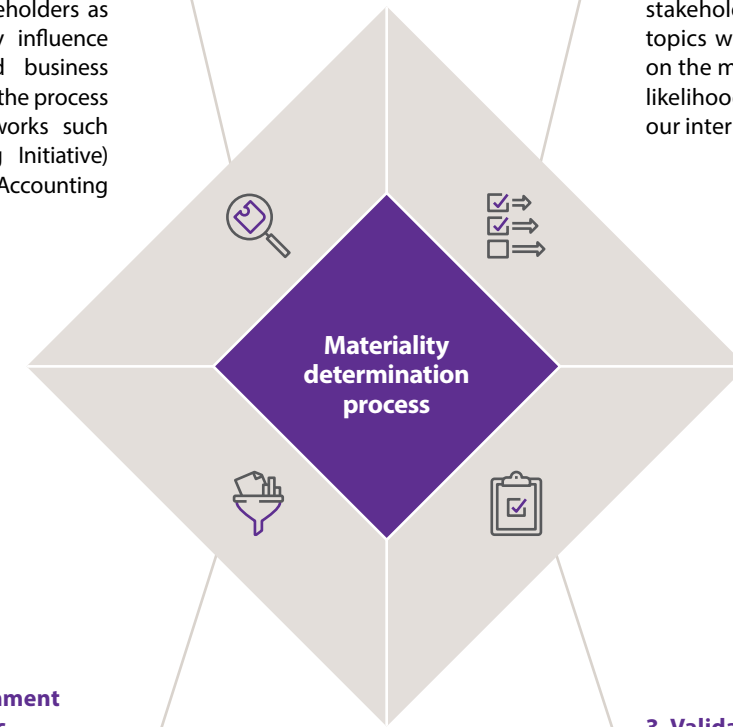 eholders as
influence
business
the process
works such
Initiative)
Accounting
stakehol
topics w
on the m
likelihoo
our inter
Materiality
determination
process
ment
3. Valida